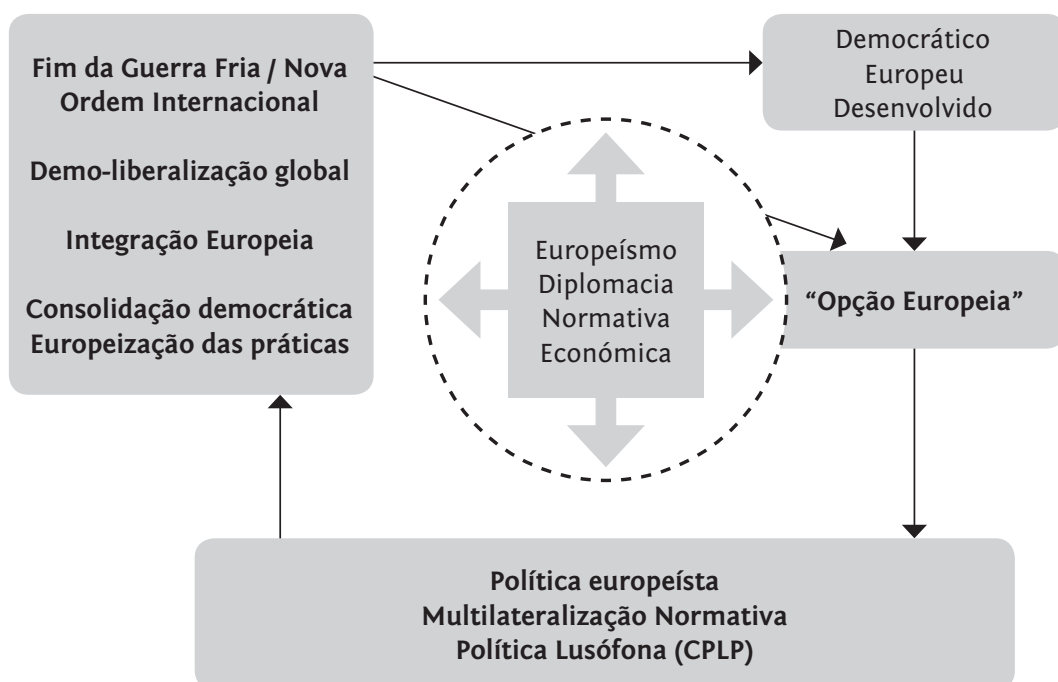 Fim da Guerra Fria / Nova
Ordem Internacional
Demo-liberalização global
Integração Europeia
Consolidação democrática
Europeização das práticas
Democrático
Europeu
Desenvolvido
Europeísmo
Diplomacia
Normativa
Económica
“Opção Europeia”
Política europeísta
Multilateralização Normativa
Política Lusófona (CPLP)